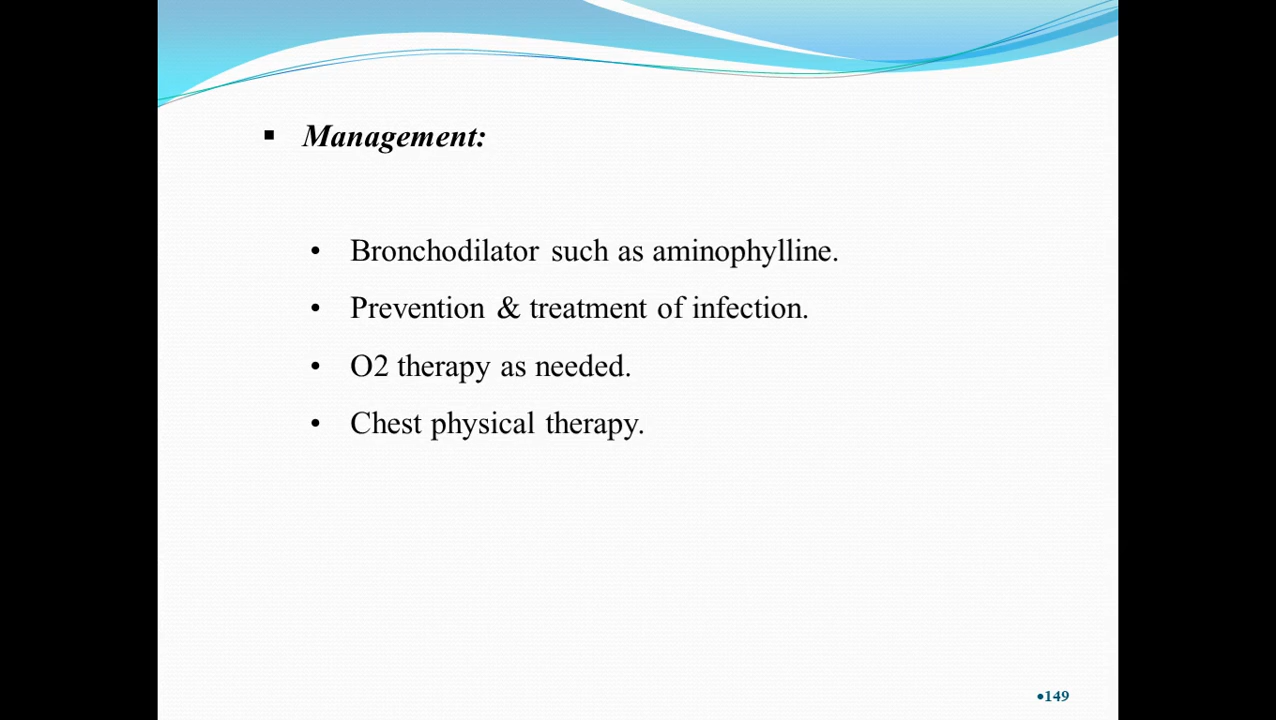 ▪ Management:
• Bronchodilator such as aminophylline.
• Prevention & treatment of infection.
• O2 therapy as needed.
• Chest physical therapy.
•149